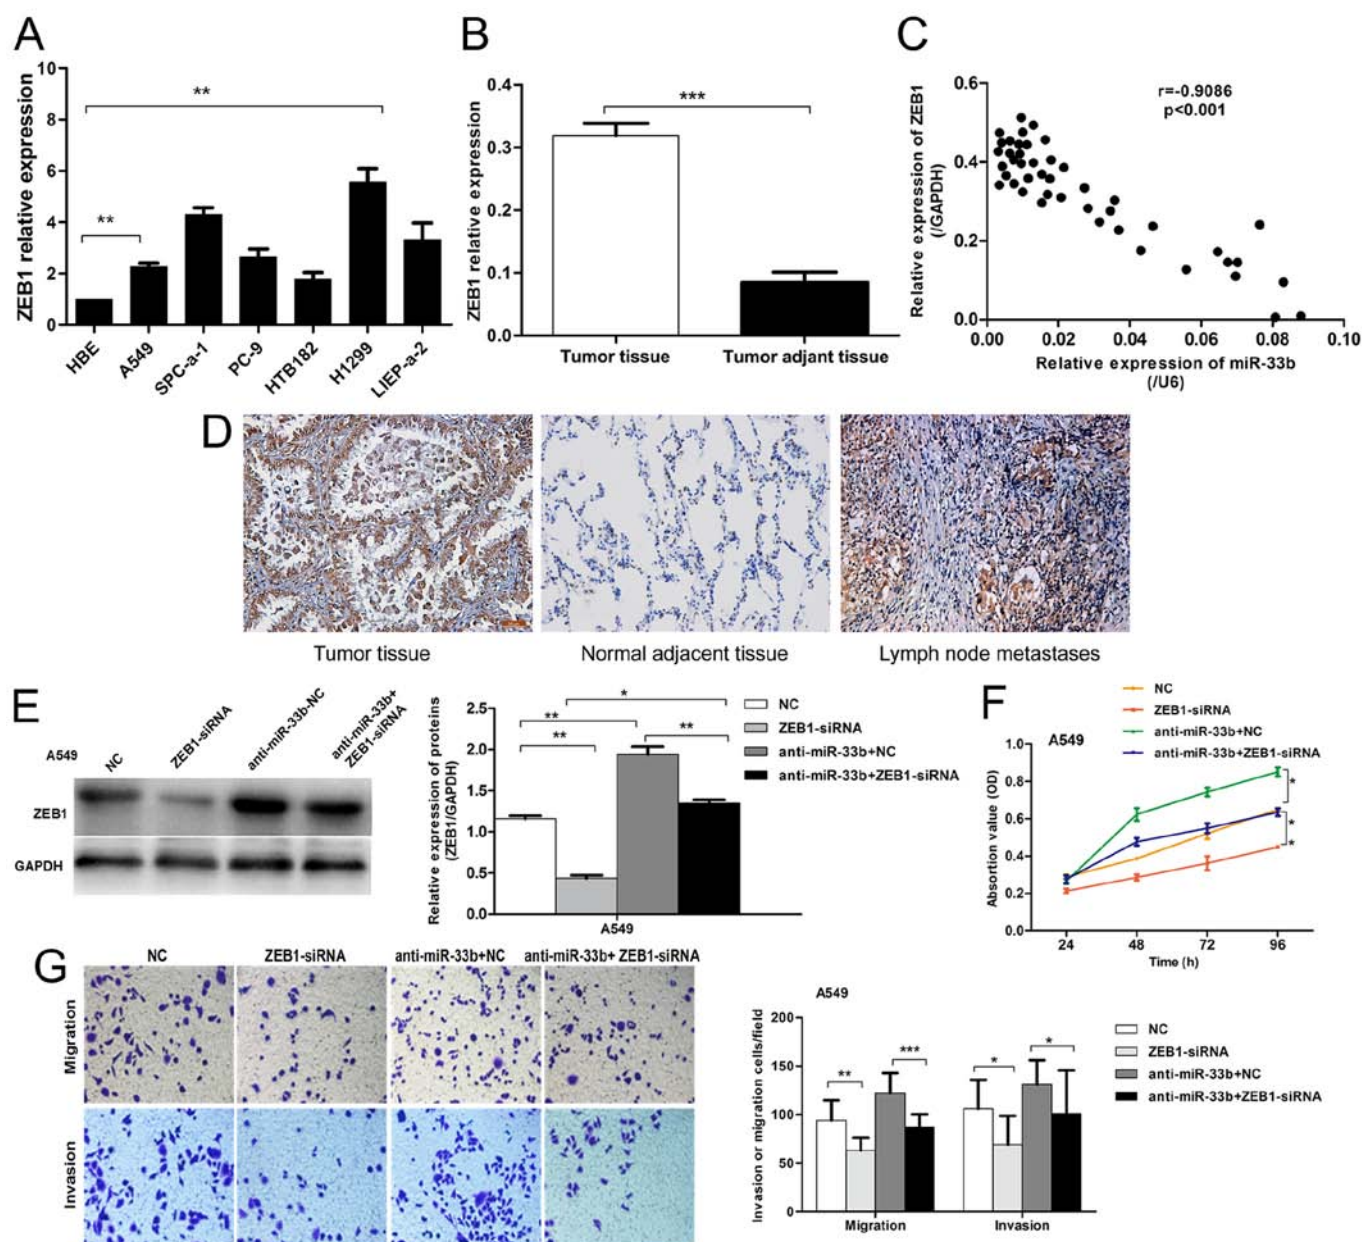 A
ZEB1 relative expression
10
8
6
4
2
0
**
**
HBE
A549
SPC-a-1
PC-9
HTB182
H1299
LIEP-a-2
B
ZEB1 relative expression
0.4
0.3
0.2
0.1
0.0
***
Tumor tissue
Tumor adjant tissue
C
Relative expression of ZEB1
(/GAPDH)
0.6
0.4
0.2
0.0
r=-0.9086
p<0.001
0.00
0.02
0.04
0.06
0.08
0.10
Relative expression of miR-33b
(/U6)
D
Tumor tissue
Normal adjacent tissue
Lymph node metastases
E
A549
NC
ZEB1-siRNA
anti-miR-33b-NC
anti-miR-33b+
ZEB1-siRNA
ZEB1
GAPDH
Relative expression of proteins
(ZEB1/GAPDH)
2.5
2.0
1.5
1.0
0.5
0.0
*
**
**
**
A549
NC
ZEB1-siRNA
anti-miR-33b+NC
anti-miR-33b+ZEB1-siRNA
F
A549
NC
ZEB1-siRNA
anti-miR-33b+NC
anti-miR-33b+ZEB1-siRNA
Absortion value (OD)
1.0
0.8
0.6
0.4
0.2
0.0
*
*
*
24
48
72
96
Time (h)
G
NC
ZEB1-siRNA
anti-miR-33b+NC
anti-miR-33b+ ZEB1-siRNA
Migration
Invasion
A549
Invasion or migration cells/field
200
150
100
50
0
**
***
*
*
Migration
Invasion
NC
ZEB1-siRNA
anti-miR-33b+NC
anti-miR-33b+ZEB1-siRNA